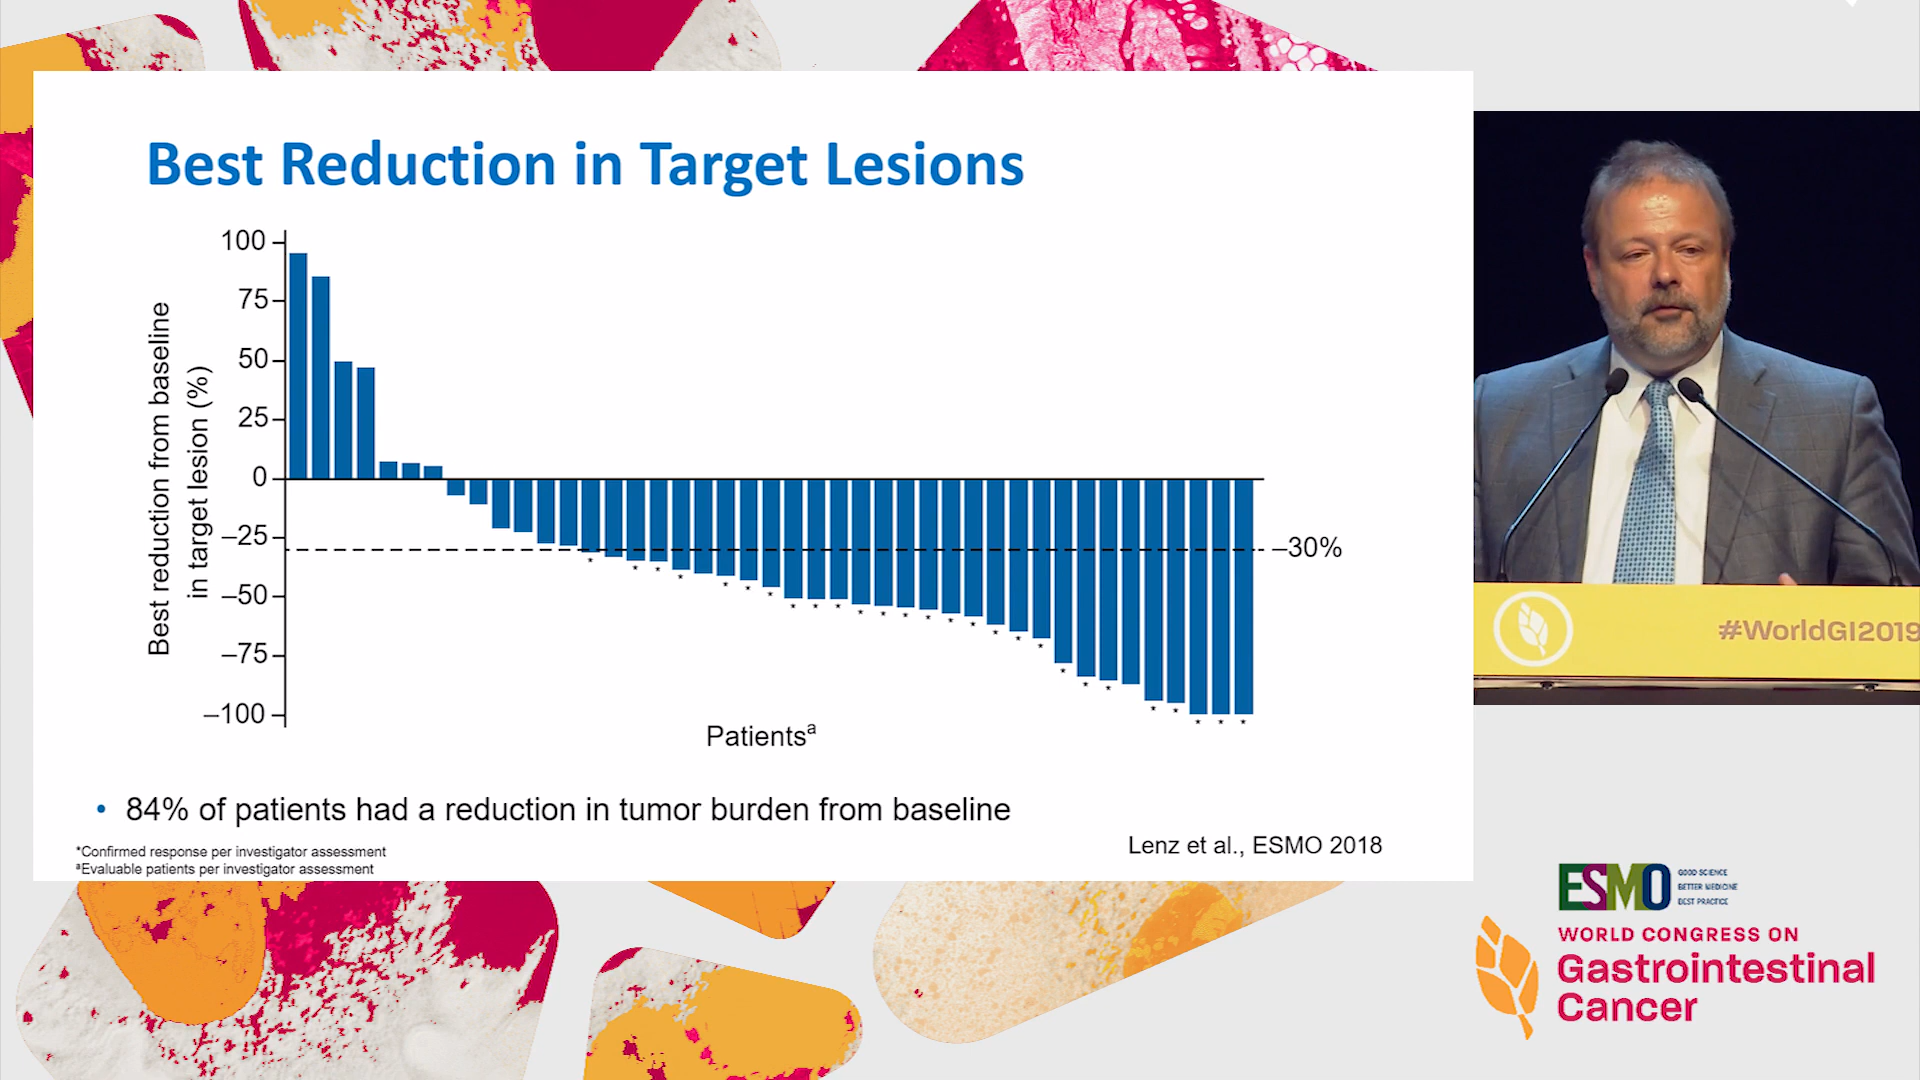 Best Reduction in Target Lesions
Best reduction from baseline
in target lesion (%)
100
75
50
25
0
–25
–50
–75
–100
–30%
* * * * * * * * * * * * * * * * * * * * * * * * * * *
Patientsᵃ
• 84% of patients had a reduction in tumor burden from baseline
*Confirmed response per investigator assessment
ᵃEvaluable patients per investigator assessment
Lenz et al., ESMO 2018
#WorldGI2019
ESMO
GOOD SCIENCE
BETTER MEDICINE
BEST PRACTICE
WORLD CONGRESS ON
Gastrointestinal
Cancer